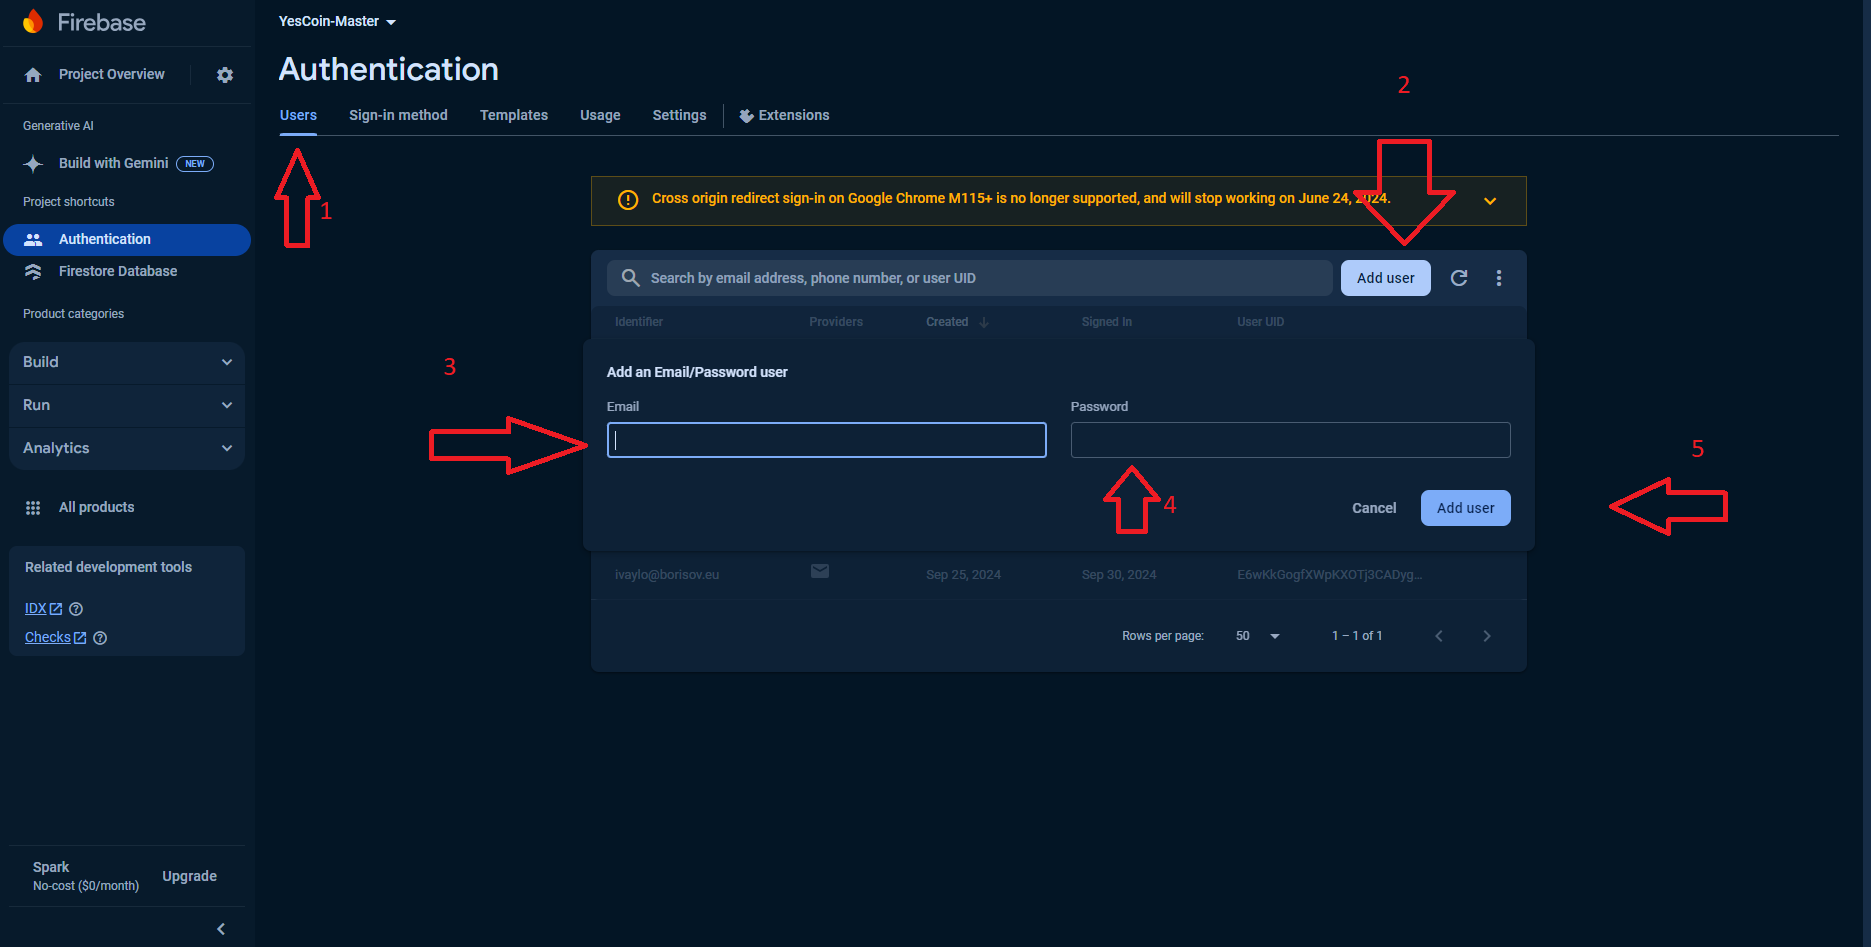 Firebase
Project Overview
Generative AI
Build with Gemini NEW
Project shortcuts
Authentication
Firestore Database
Product categories
Build
Run
Analytics
All products
Related development tools
IDX
Checks
Spark
No-cost ($0/month)
Upgrade
YesCoin-Master
Authentication
Users Sign-in method Templates Usage Settings Extensions
1
2
Cross origin redirect sign-in on Google Chrome M115+ is no longer supported, and will stop working on June 24, 2024.
Search by email address, phone number, or user UID
Add user
Identifier Providers Created Signed In User UID
3
Add an Email/Password user
Email Password
4
5
Cancel Add user
ivaylo@borisov.eu Sep 25, 2024 Sep 30, 2024 E6wKkGogfXWpKXOTj3CADyg...
Rows per page: 50 1 – 1 of 1